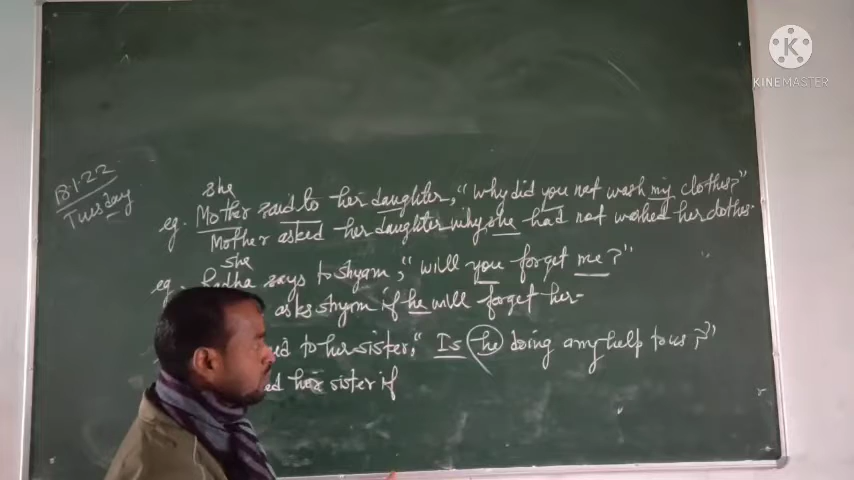 KINEMASTER
18.1.22
Tuesday
she
eg. Mother said to her daughter, "why did you not wash my clothes?"
Mother asked her daughter why she had not washed her clothes.
she
eg. Radha says to shyam, "will you forget me?"
asks shyam if he will forget her.
to her sister, "Is he doing any help to us?"
her sister if